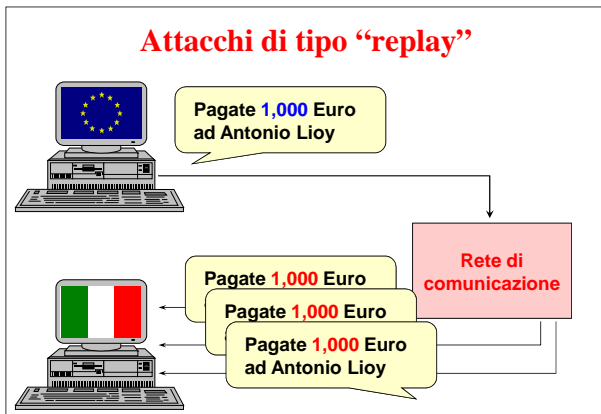 Attacchi di tipo “replay”
Pagate 1,000 Euro
ad Antonio Lioy
Rete di
comunicazione
Pagate 1,000 Euro
Pagate 1,000 Euro
Pagate 1,000 Euro
ad Antonio Lioy